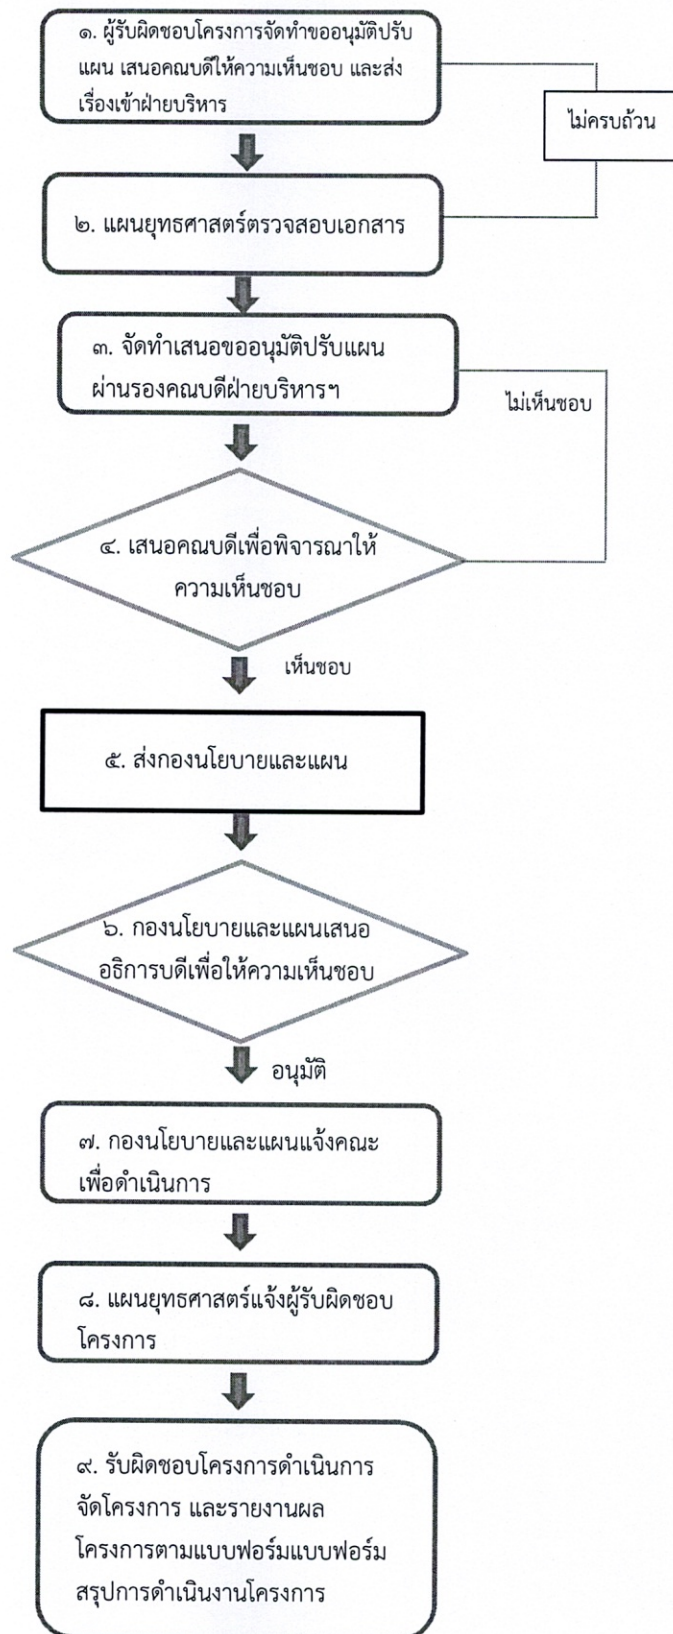 ๑. ผู้รับผิดชอบโครงการจัดทำขออนุมัติปรับ
แผน เสนอคณบดีให้ความเห็นชอบ และส่ง
เรื่องเข้าฝ่ายบริหาร
ไม่ครบถ้วน
๒. แผนยุทธศาสตร์ตรวจสอบเอกสาร
๓. จัดทำเสนอขออนุมัติปรับแผน
ผ่านรองคณบดีฝ่ายบริหารฯ
ไม่เห็นชอบ
๔. เสนอคณบดีเพื่อพิจารณาให้
ความเห็นชอบ
เห็นชอบ
๕. ส่งกองนโยบายและแผน
๖. กองนโยบายและแผนเสนอ
อธิการบดีเพื่อให้ความเห็นชอบ
อนุมัติ
๗. กองนโยบายและแผนแจ้งคณะ
เพื่อดำเนินการ
๘. แผนยุทธศาสตร์แจ้งผู้รับผิดชอบ
โครงการ
๙. รับผิดชอบโครงการดำเนินการ
จัดโครงการ และรายงานผล
โครงการตามแบบฟอร์มแบบฟอร์ม
สรุปการดำเนินงานโครงการ